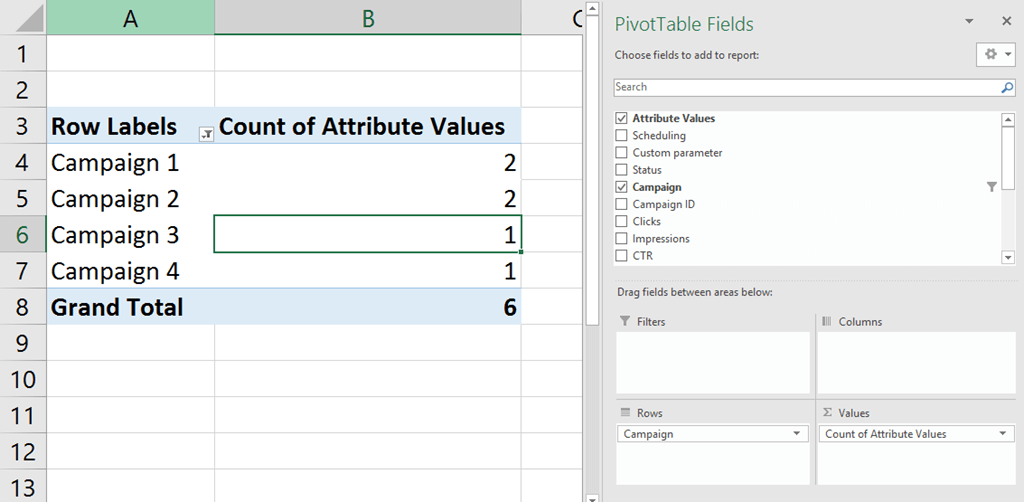 A B C
1
2
3 Row Labels Count of Attribute Values
4 Campaign 1 2
5 Campaign 2 2
6 Campaign 3 1
7 Campaign 4 1
8 Grand Total 6
9
10
11
12
13
PivotTable Fields
Choose fields to add to report:
Search
Attribute Values
Scheduling
Custom parameter
Status
Campaign
Campaign ID
Clicks
Impressions
CTR
Drag fields between areas below:
Filters
Columns
Rows
Σ Values
Campaign
Count of Attribute Values